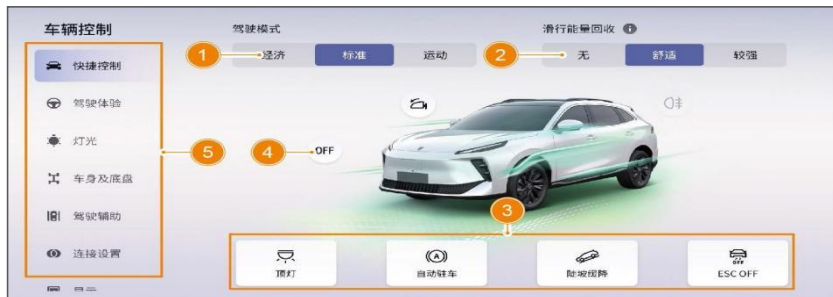 车辆控制
驾驶模式
滑行能量回收
1
经济
标准
运动
2
无
舒适
较强
快捷控制
驾驶体验
灯光
5
4
OFF
车身及底盘
驾驶辅助
3
连接设置
顶灯
自动驻车
陡坡缓降
OFF
ESC OFF
显示